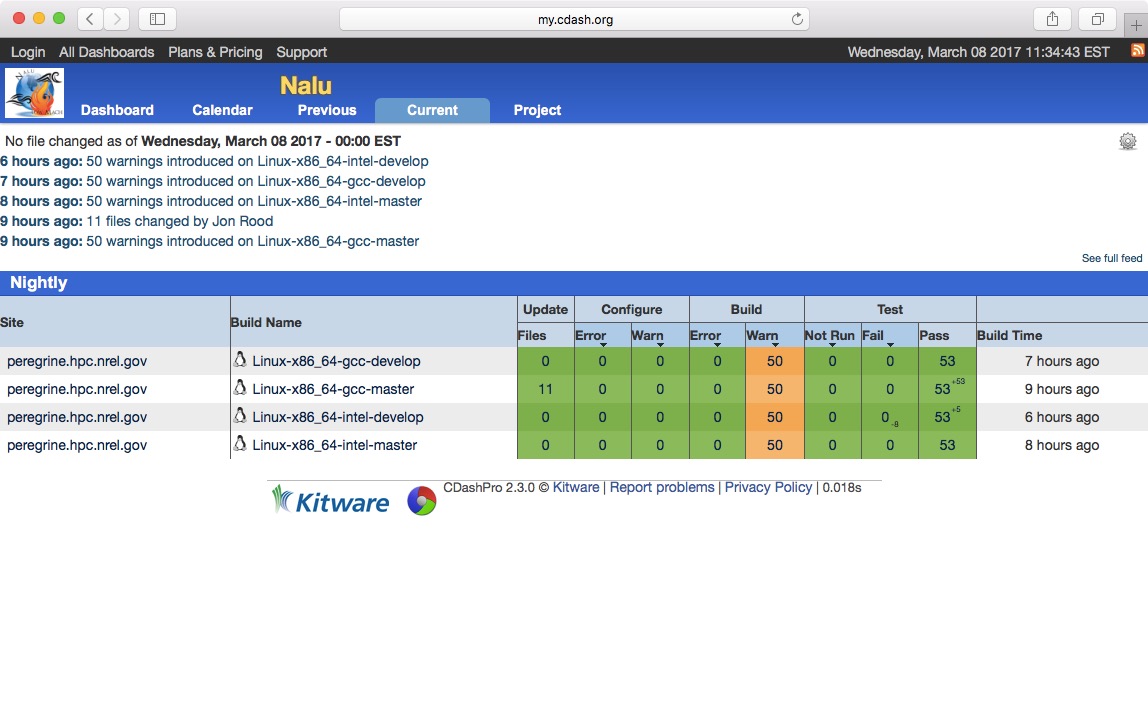 my.cdash.org
Login All Dashboards Plans & Pricing Support Wednesday, March 08 2017 11:34:43 EST
Nalu
Dashboard Calendar Previous Current Project
No file changed as of Wednesday, March 08 2017 - 00:00 EST
6 hours ago: 50 warnings introduced on Linux-x86_64-intel-develop
7 hours ago: 50 warnings introduced on Linux-x86_64-gcc-develop
8 hours ago: 50 warnings introduced on Linux-x86_64-intel-master
9 hours ago: 11 files changed by Jon Rood
9 hours ago: 50 warnings introduced on Linux-x86_64-gcc-master
See full feed
Nightly
Site Build Name Update Configure Build Test Build Time
Files Error Warn Error Warn Not Run Fail Pass
peregrine.hpc.nrel.gov Linux-x86_64-gcc-develop 0 0 0 0 50 0 0 53 7 hours ago
peregrine.hpc.nrel.gov Linux-x86_64-gcc-master 11 0 0 0 50 0 0 53 +53 9 hours ago
peregrine.hpc.nrel.gov Linux-x86_64-intel-develop 0 0 0 0 50 0 0 -8 53 +5 6 hours ago
peregrine.hpc.nrel.gov Linux-x86_64-intel-master 0 0 0 0 50 0 0 53 8 hours ago
Kitware CDashPro 2.3.0 © Kitware | Report problems | Privacy Policy | 0.018s